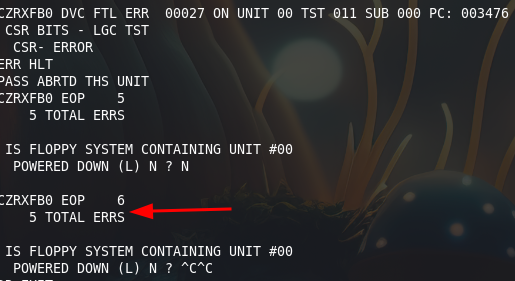 CZRXFB0 DVC FTL ERR  00027 ON UNIT 00 TST 011 SUB 000 PC: 003476
CSR BITS - LGC TST
CSR- ERROR
ERR HLT
PASS ABRTD THS UNIT
CZRXFB0 EOP    5
5 TOTAL ERRS
IS FLOPPY SYSTEM CONTAINING UNIT #00
POWERED DOWN (L) N ? N
CZRXFB0 EOP    6
5 TOTAL ERRS
IS FLOPPY SYSTEM CONTAINING UNIT #00
POWERED DOWN (L) N ? ^C^C